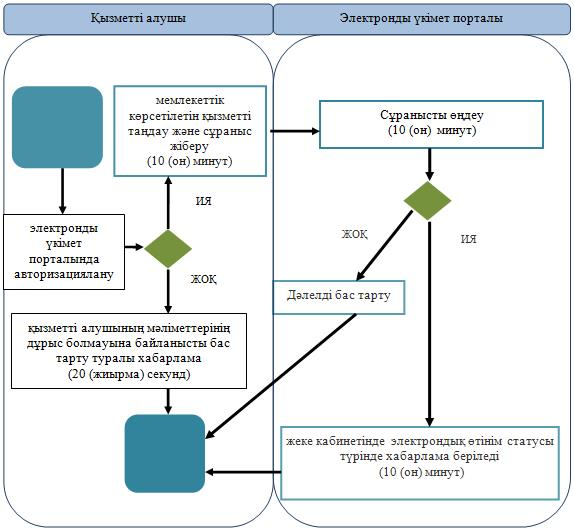 Қызметті алушы
Электронды үкімет порталы
мемлекеттік
көрсетілетін қызметті
таңдау және сұраныс
жіберу
(10 (он) минут)
Сұранысты өңдеу
(10 (он) минут)
ИЯ
электронды
үкімет
порталында
авторизациялану
ЖОҚ
ЖОҚ
ИЯ
Дәлелді бас тарту
қызметті алушының мәліметтерінің
дұрыс болмауына байланысты бас
тарту туралы хабарлама
(20 (жиырма) секунд)
жеке кабинетінде электрондық өтінім статусы
түрінде хабарлама беріледі
(10 (он) минут)